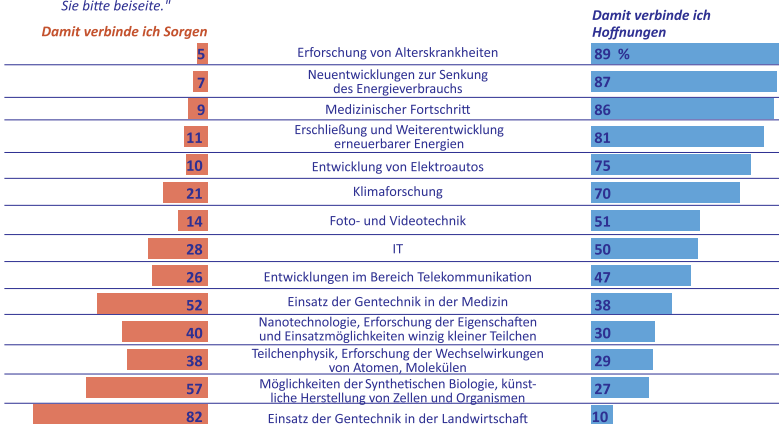 Sie bitte beiseite."
Damit verbinde ich Sorgen
Damit verbinde ich
Hoffnungen
5 Erforschung von Alterskrankheiten 89 %
7 Neuentwicklungen zur Senkung
des Energieverbrauchs 87
9 Medizinischer Fortschritt 86
11 Erschließung und Weiterentwicklung
erneuerbarer Energien 81
10 Entwicklung von Elektroautos 75
21 Klimaforschung 70
14 Foto- und Videotechnik 51
28 IT 50
26 Entwicklungen im Bereich Telekommunikation 47
52 Einsatz der Gentechnik in der Medizin 38
40 Nanotechnologie, Erforschung der Eigenschaften
und Einsatzmöglichkeiten winzig kleiner Teilchen 30
38 Teilchenphysik, Erforschung der Wechselwirkungen
von Atomen, Molekülen 29
57 Möglichkeiten der Synthetischen Biologie, künst-
liche Herstellung von Zellen und Organismen 27
82 Einsatz der Gentechnik in der Landwirtschaft 10